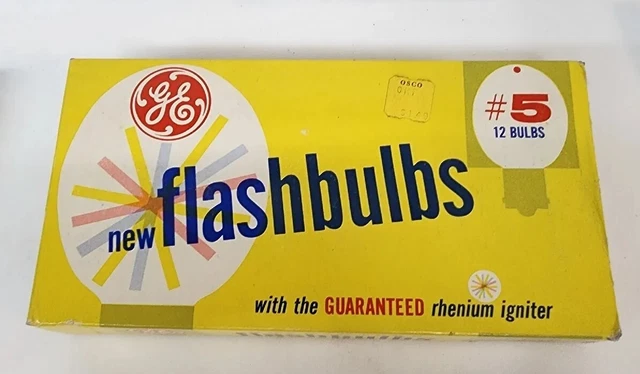 GE
OSCO
#5
12 BULBS
new flashbulbs
with the GUARANTEED rhenium igniter